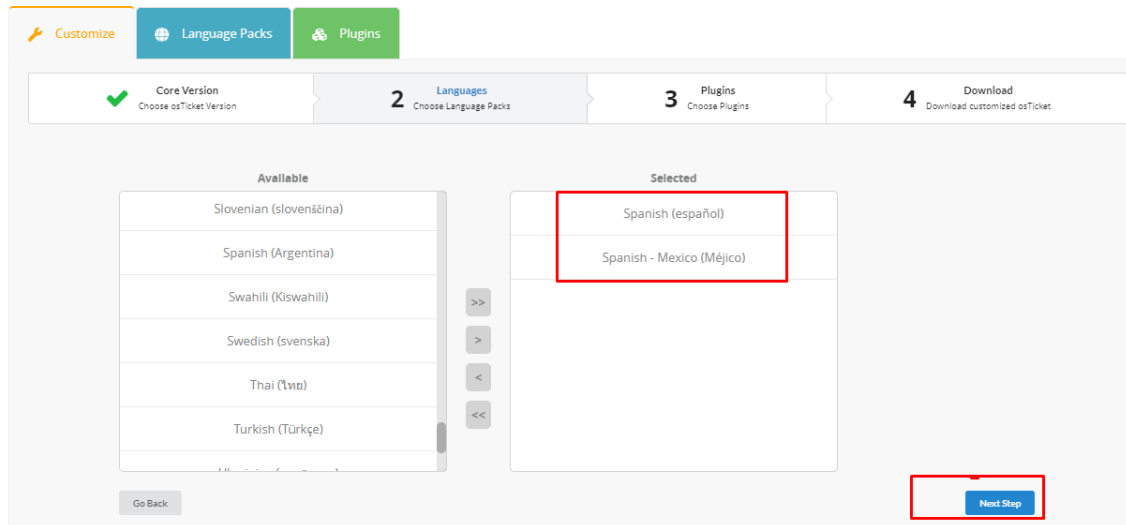 Customize
Language Packs
Plugins
Core Version
Choose osTicket Version
2
Languages
Choose Language Packs
3
Plugins
Choose Plugins
4
Download
Download customized osTicket
Available
Slovenian (slovenščina)
Spanish (Argentina)
Swahili (Kiswahili)
Swedish (svenska)
Thai (ไทย)
Turkish (Türkçe)
>>
>
<
<<
Selected
Spanish (español)
Spanish - Mexico (Méjico)
Go Back
Next Step